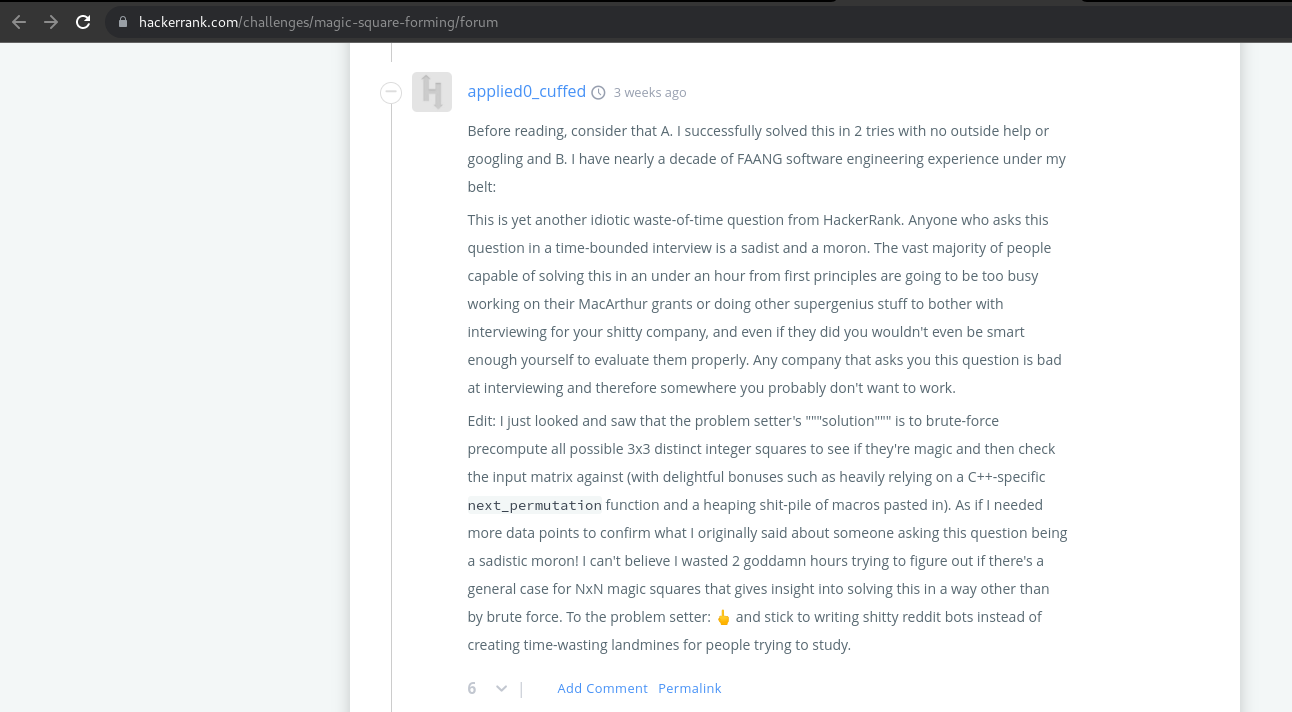 hackerrank.com/challenges/magic-square-forming/forum
applied0_cuffed 3 weeks ago
Before reading, consider that A. I successfully solved this in 2 tries with no outside help or
googling and B. I have nearly a decade of FAANG software engineering experience under my
belt:
This is yet another idiotic waste-of-time question from HackerRank. Anyone who asks this
question in a time-bounded interview is a sadist and a moron. The vast majority of people
capable of solving this in an under an hour from first principles are going to be too busy
working on their MacArthur grants or doing other supergenius stuff to bother with
interviewing for your shitty company, and even if they did you wouldn't even be smart
enough yourself to evaluate them properly. Any company that asks you this question is bad
at interviewing and therefore somewhere you probably don't want to work.
Edit: I just looked and saw that the problem setter's """solution""" is to brute-force
precompute all possible 3x3 distinct integer squares to see if they're magic and then check
the input matrix against (with delightful bonuses such as heavily relying on a C++-specific
next_permutation function and a heaping shit-pile of macros pasted in). As if I needed
more data points to confirm what I originally said about someone asking this question being
a sadistic moron! I can't believe I wasted 2 goddamn hours trying to figure out if there's a
general case for NxN magic squares that gives insight into solving this in a way other than
by brute force. To the problem setter: 🖕 and stick to writing shitty reddit bots instead of
creating time-wasting landmines for people trying to study.
6 | Add Comment Permalink